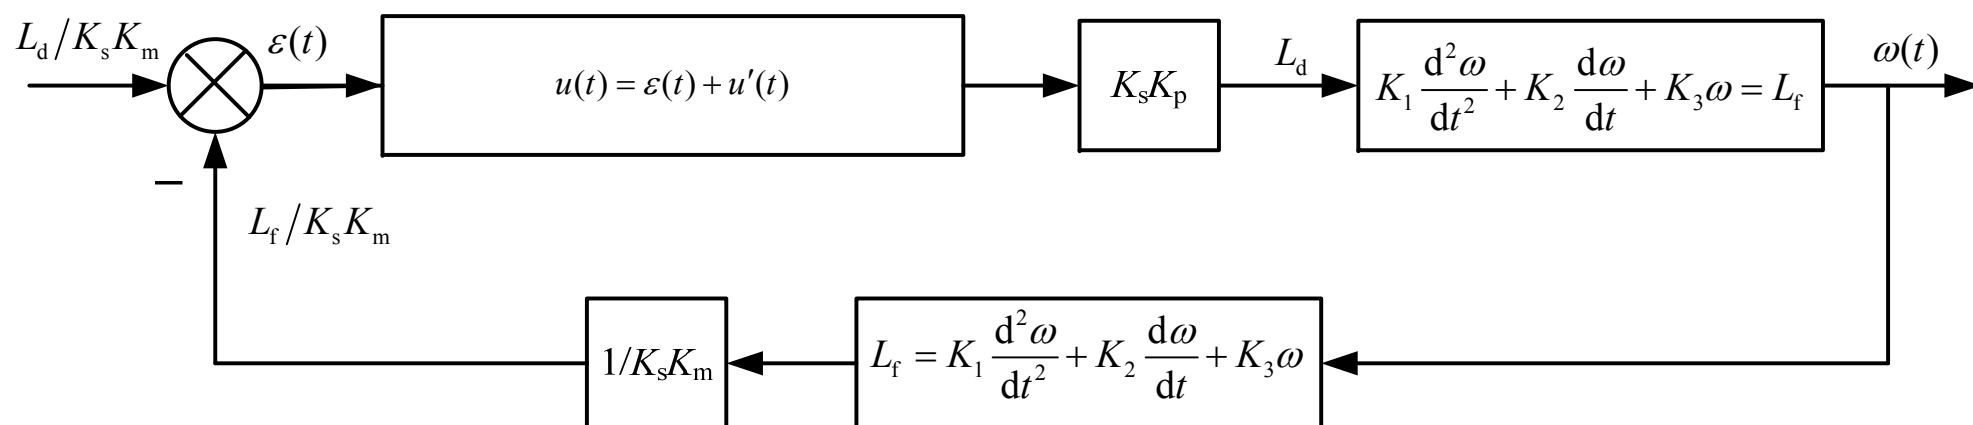 L_d/K_sK_m
ε(t)
u(t) = ε(t) + u′(t)
K_sK_p
L_d
K_1 d²ω/dt² + K_2 dω/dt + K_3ω = L_f
ω(t)
−
L_f/K_sK_m
1/K_sK_m
L_f = K_1 d²ω/dt² + K_2 dω/dt + K_3ω